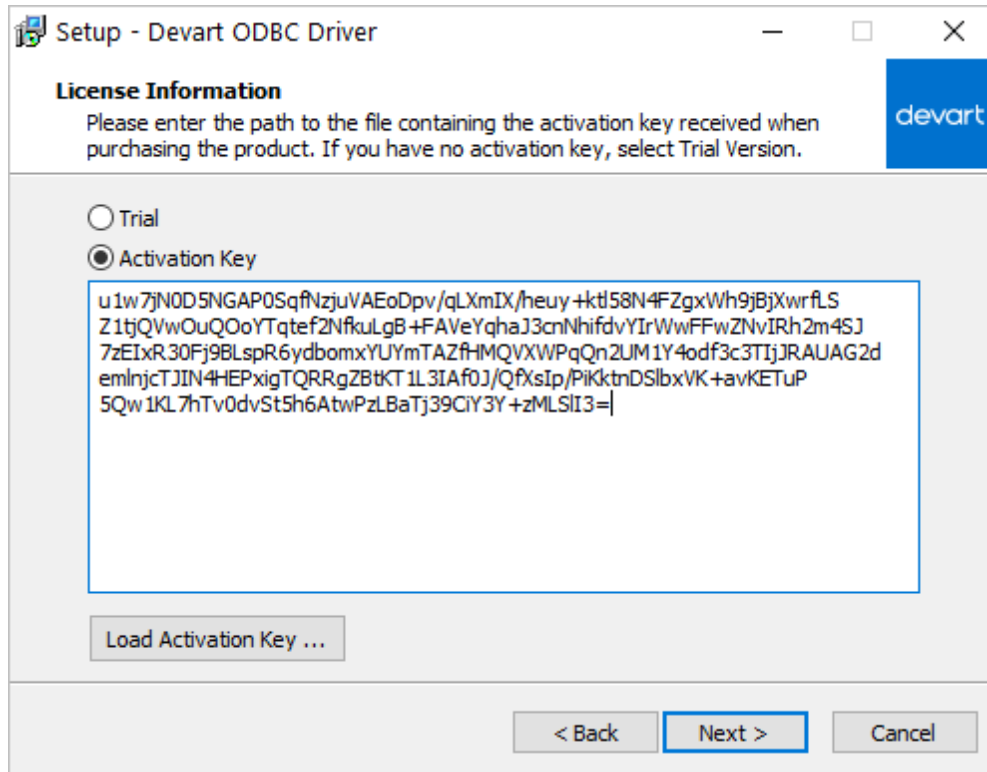 Setup - Devart ODBC Driver
License Information
Please enter the path to the file containing the activation key received when
purchasing the product. If you have no activation key, select Trial Version.
devart
Trial
Activation Key
u1w7jN0D5NGAP0SqfNzjuVAEoDpv/qLXmIX/heuy+ktl58N4FZgxWh9jBjXwrfLS
Z1tjQVwOuQOoYTqtef2NfkuLgB+FAVeYqhaJ3cnNhifdvYIrWwFFwZNvIRh2m4SJ
7zEIxR30Fj9BLspR6ydbomxYUYmTAZfHMQVXWPqQn2UM1Y4odf3c3TIjJRAUAG2d
emlnjcTJIN4HEPxigTQRRgZBtKT1L3IAf0J/QfXsIp/PiKktnDSlbxVK+avKETuP
5Qw1KL7hTv0dvSt5h6AtwPzLBaTj39CiY3Y+zMLSlI3=
Load Activation Key ...
< Back
Next >
Cancel